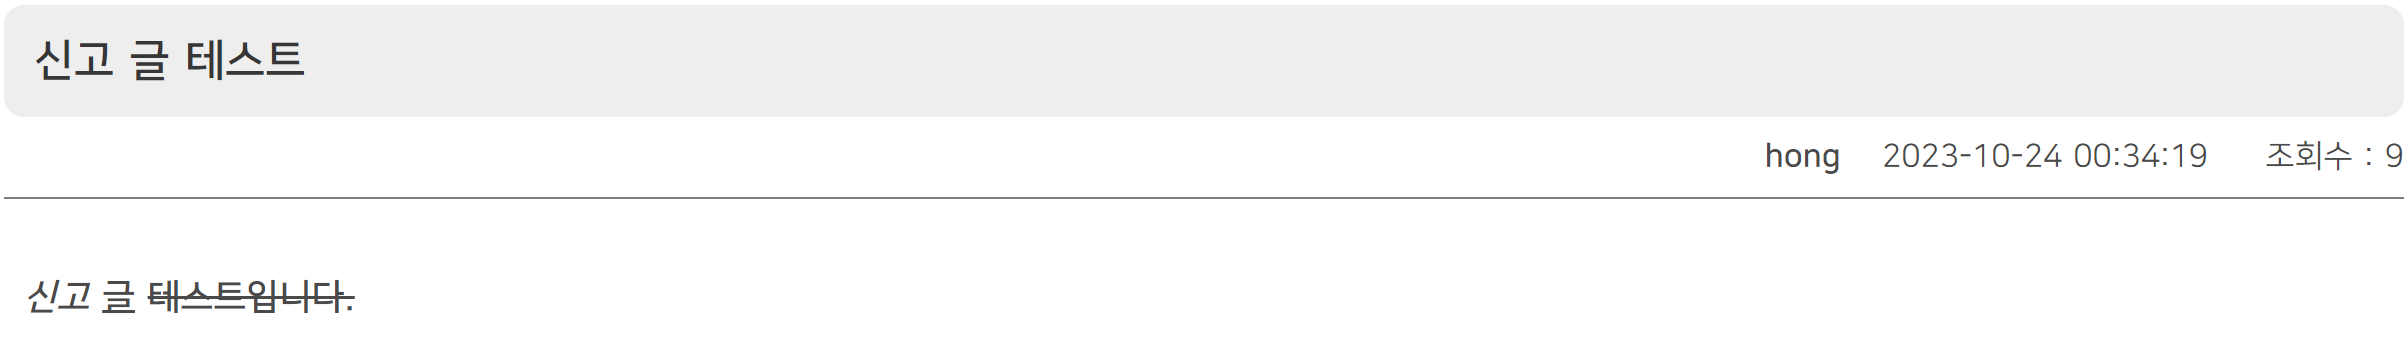 신고 글 테스트
hong 2023-10-24 00:34:19 조회수 : 9
신고 글 테스트입니다.